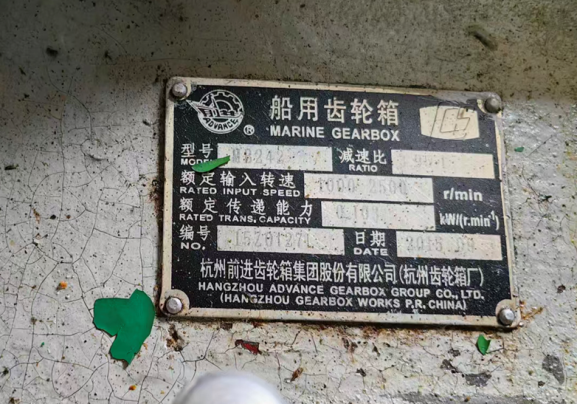 ADVANCE
®
船用齿轮箱
MARINE GEARBOX
型号
MODEL
减速比
RATIO
额定输入转速
RATED INPUT SPEED
1000 2500
r/min
额定传递能力
RATED TRANS. CAPACITY
kW/(r.min⁻¹)
编号
NO.
日期
DATE
杭州前进齿轮箱集团股份有限公司(杭州齿轮箱厂)
HANGZHOU ADVANCE GEARBOX GROUP CO., LTD.
(HANGZHOU GEARBOX WORKS P.R. CHINA)